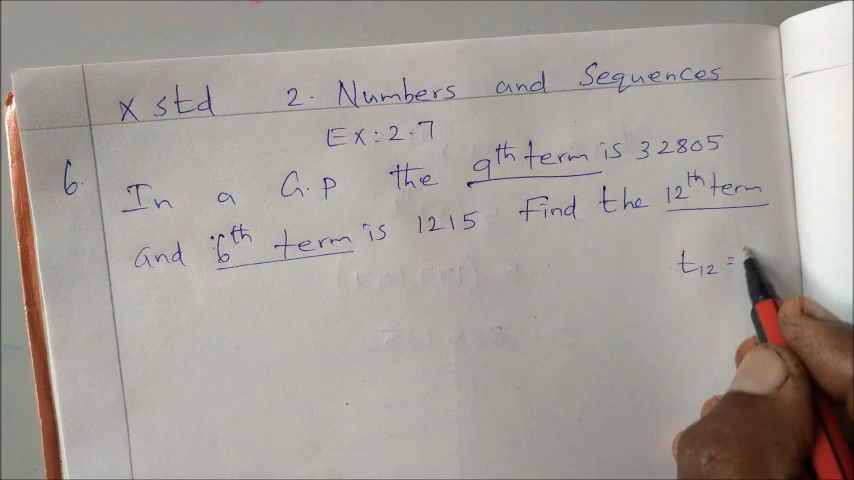 X std 2. Numbers and Sequences
Ex: 2.7
6. In a G.p the 9th term is 32805
and 6th term is 1215 Find the 12th term
t12 =